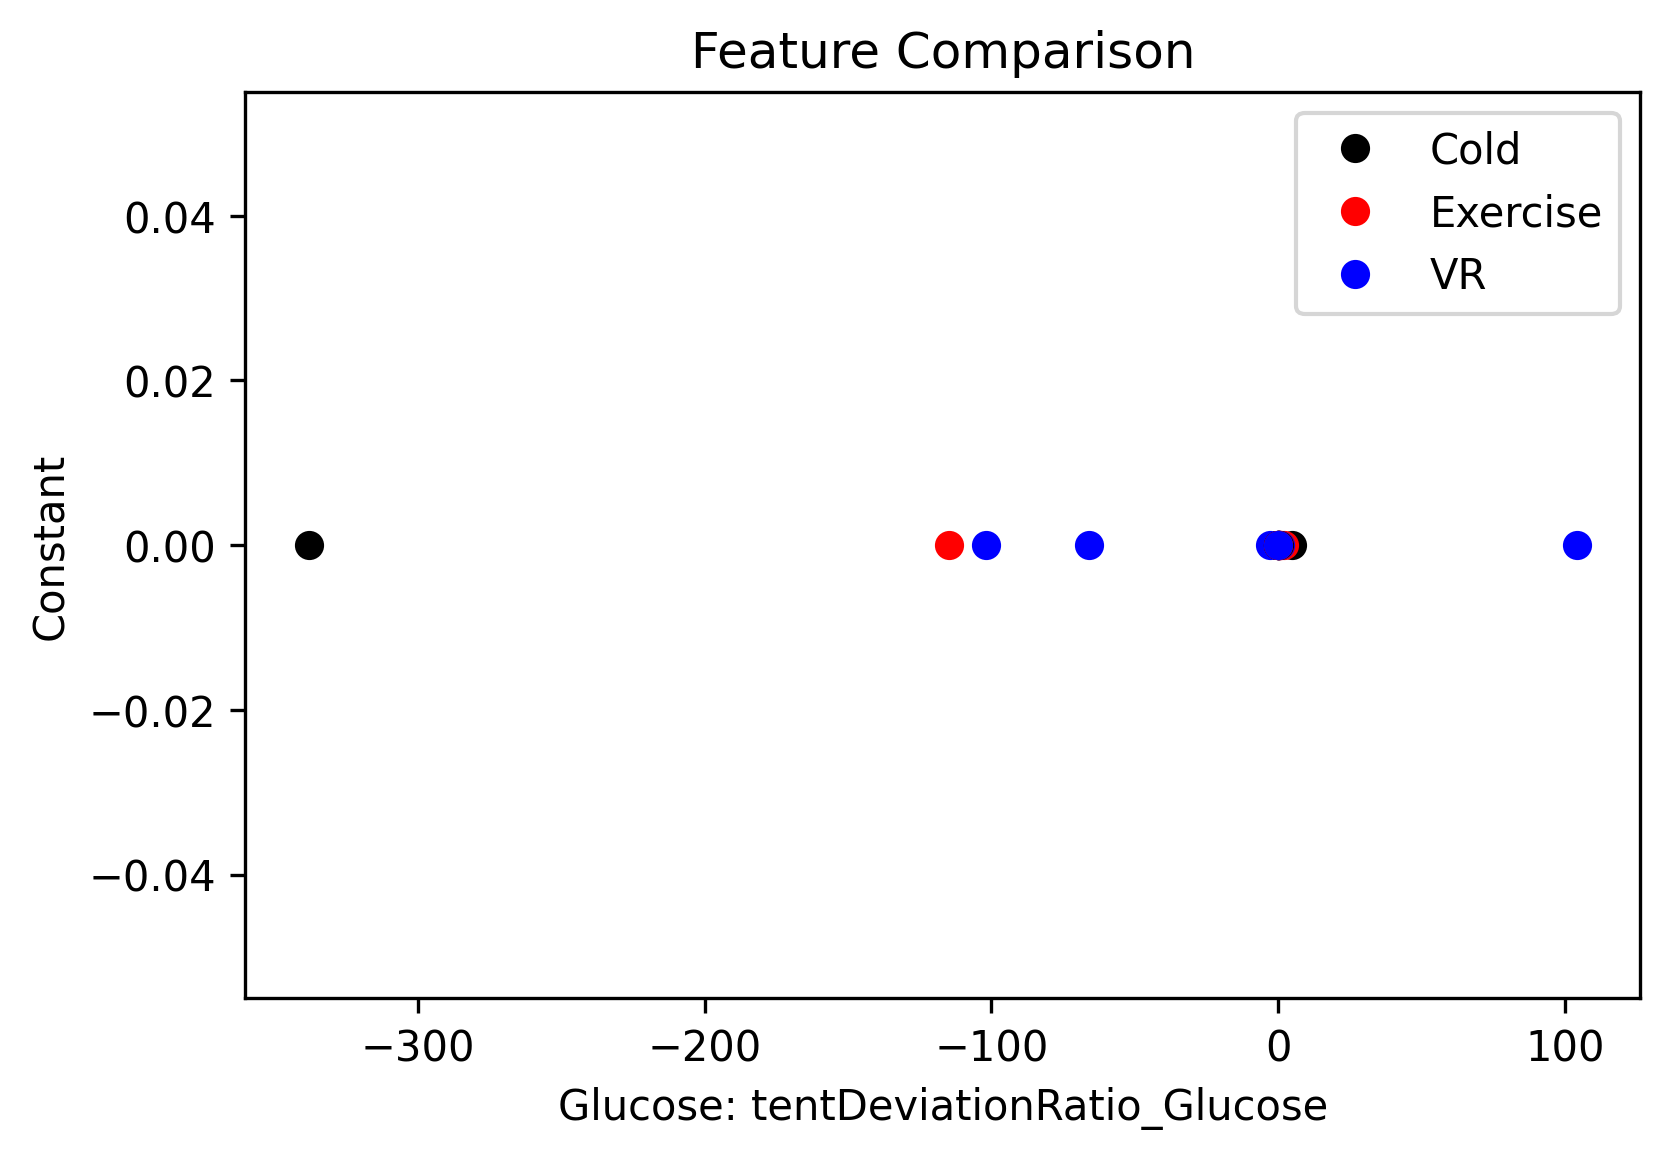 Feature Comparison
Cold
Exercise
VR
0.04
0.02
0.00
−0.02
−0.04
Constant
−300
−200
−100
0
100
Glucose: tentDeviationRatio_Glucose